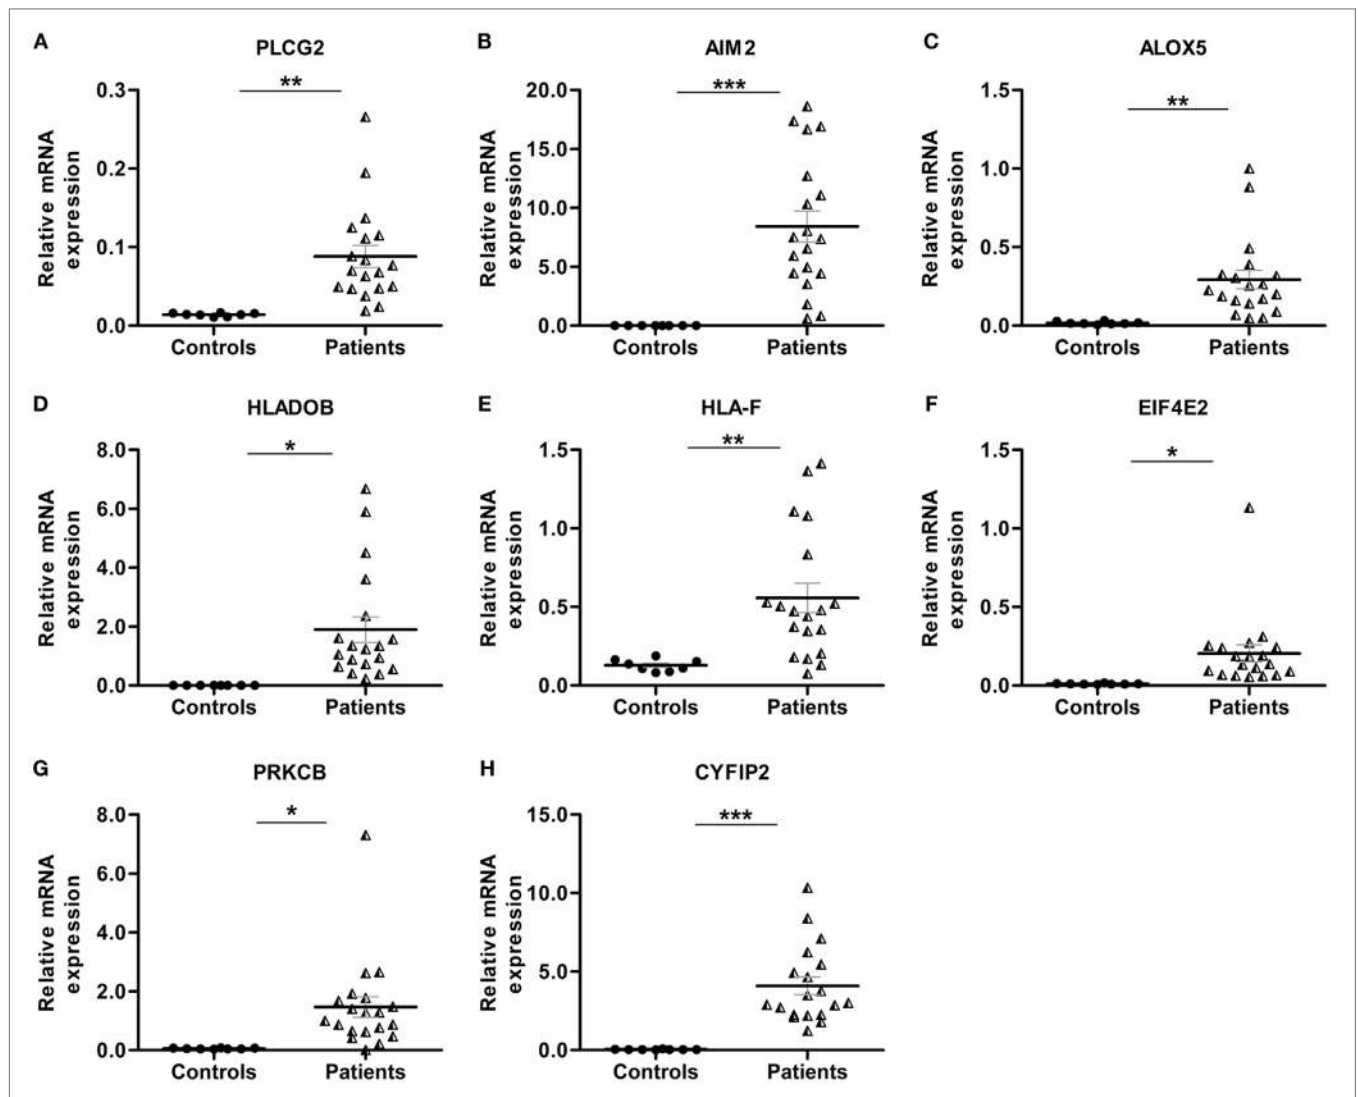 A
PLCG2
**
0.3
0.2
0.1
0.0
Relative mRNA
expression
Controls
Patients
B
AIM2
***
20.0
15.0
10.0
5.0
0.0
Relative mRNA
expression
Controls
Patients
C
ALOX5
**
1.5
1.0
0.5
0.0
Relative mRNA
expression
Controls
Patients
D
HLADOB
*
8.0
6.0
4.0
2.0
0.0
Relative mRNA
expression
Controls
Patients
E
HLA-F
**
1.5
1.0
0.5
0.0
Relative mRNA
expression
Controls
Patients
F
EIF4E2
*
1.5
1.0
0.5
0.0
Relative mRNA
expression
Controls
Patients
G
PRKCB
*
8.0
6.0
4.0
2.0
0.0
Relative mRNA
expression
Controls
Patients
H
CYFIP2
***
15.0
10.0
5.0
0.0
Relative mRNA
expression
Controls
Patients